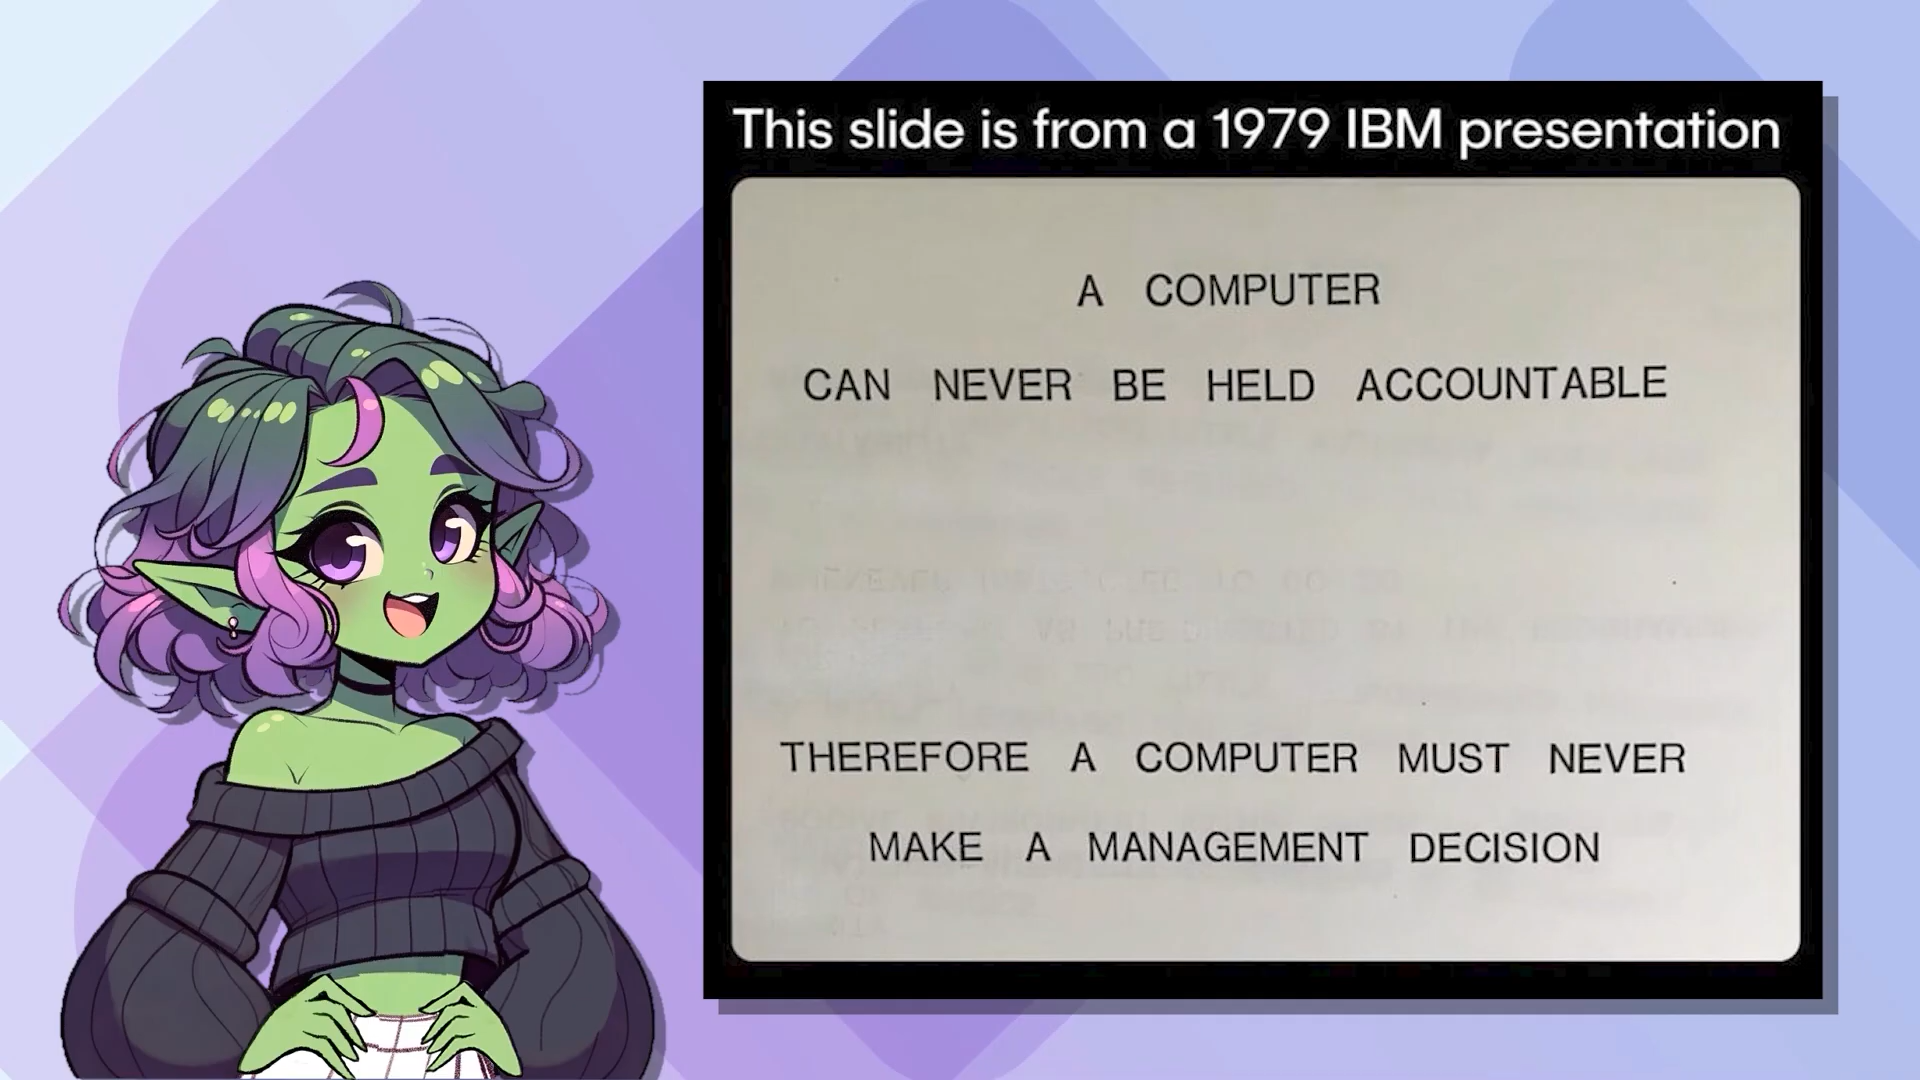 This slide is from a 1979 IBM presentation
A COMPUTER
CAN NEVER BE HELD ACCOUNTABLE
THEREFORE A COMPUTER MUST NEVER
MAKE A MANAGEMENT DECISION